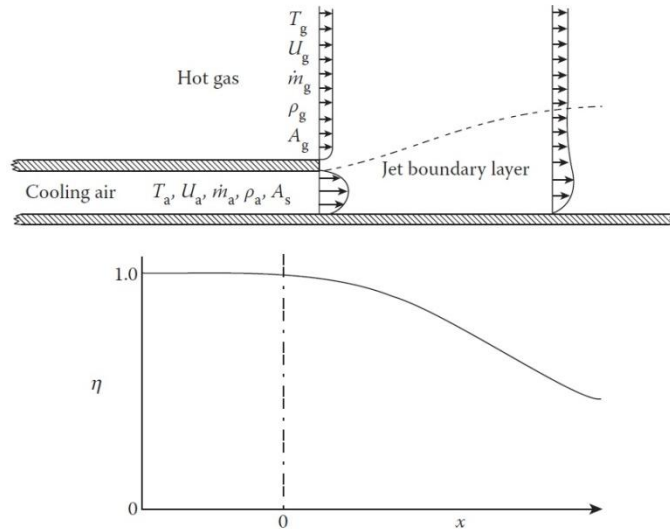 T_g
U_g
Hot gas
ṁ_g
ρ_g
A_g
Jet boundary layer
Cooling air T_a, U_a, ṁ_a, ρ_a, A_s
1.0
η
0
0 x